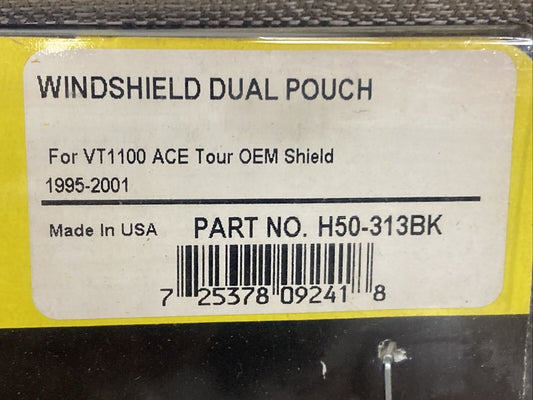 WINDSHIELD DUAL POUCH
For VT1100 ACE Tour OEM Shield
1995-2001
Made In USA PART NO. H50-313BK
7 25378 09241 8